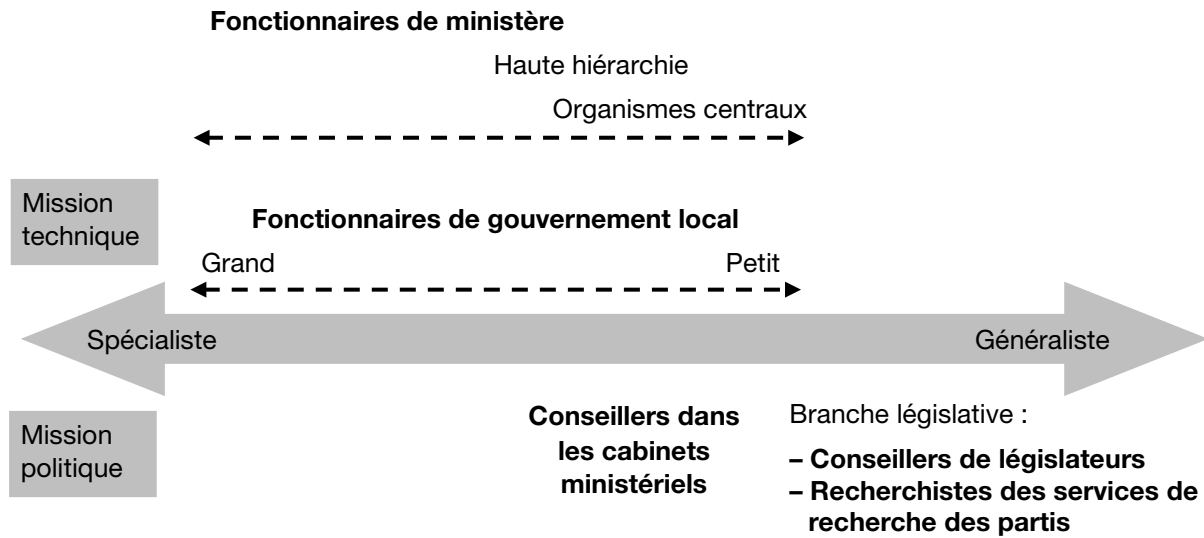 Fonctionnaires de ministère
Haute hiérarchie
Organismes centraux
Mission
technique
Fonctionnaires de gouvernement local
Grand
Petit
Spécialiste
Généraliste
Mission
politique
Conseillers dans
les cabinets
ministériels
Branche législative :
– Conseillers de législateurs
– Recherchistes des services de
recherche des partis